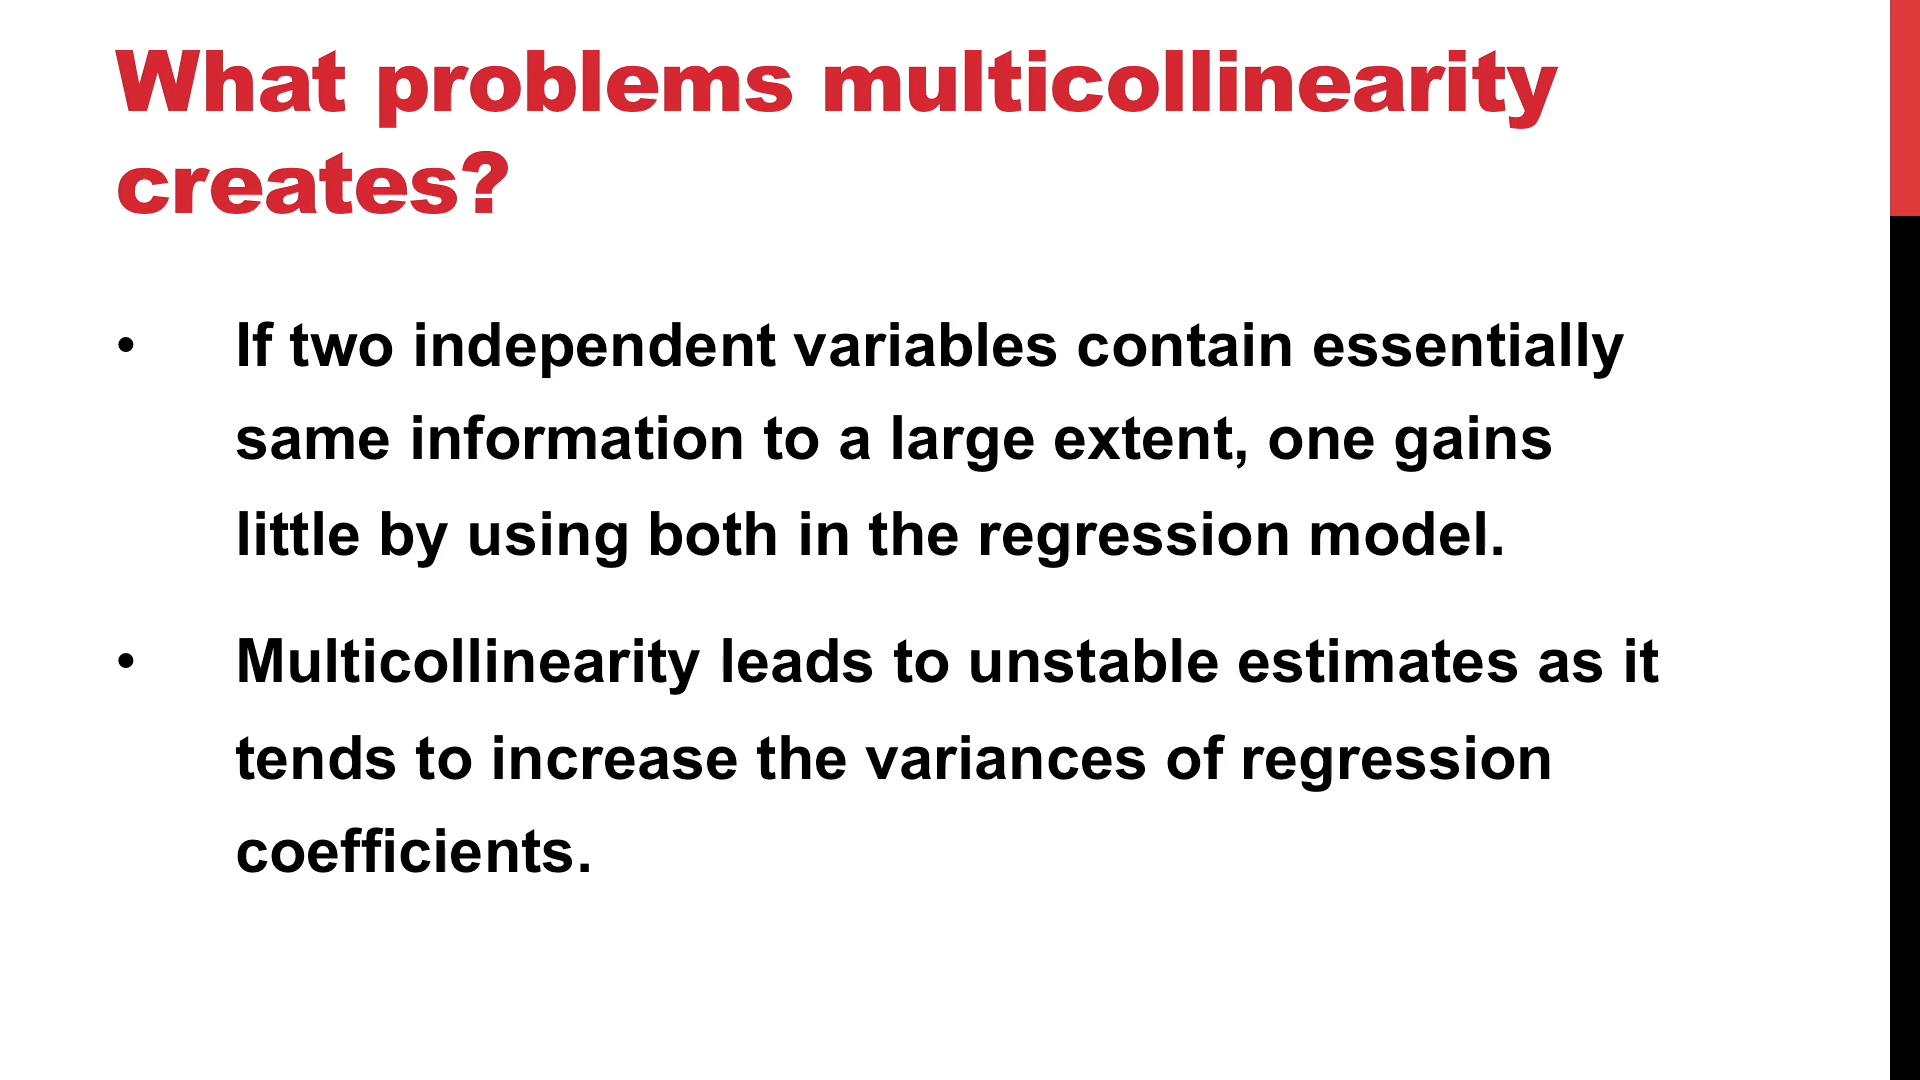 What problems multicollinearity
creates?
• If two independent variables contain essentially
same information to a large extent, one gains
little by using both in the regression model.
• Multicollinearity leads to unstable estimates as it
tends to increase the variances of regression
coefficients.